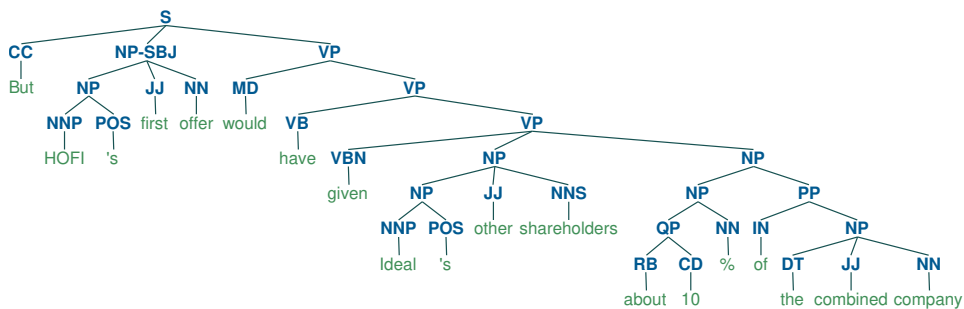 S
CC NP-SBJ VP
But NP JJ NN MD VP
NNP POS first offer would VB VP
HOFI 's have VBN NP NP
given NP JJ NNS NP PP
NNP POS other shareholders QP NN IN NP
Ideal 's RB CD % of DT JJ NN
about 10 the combined company